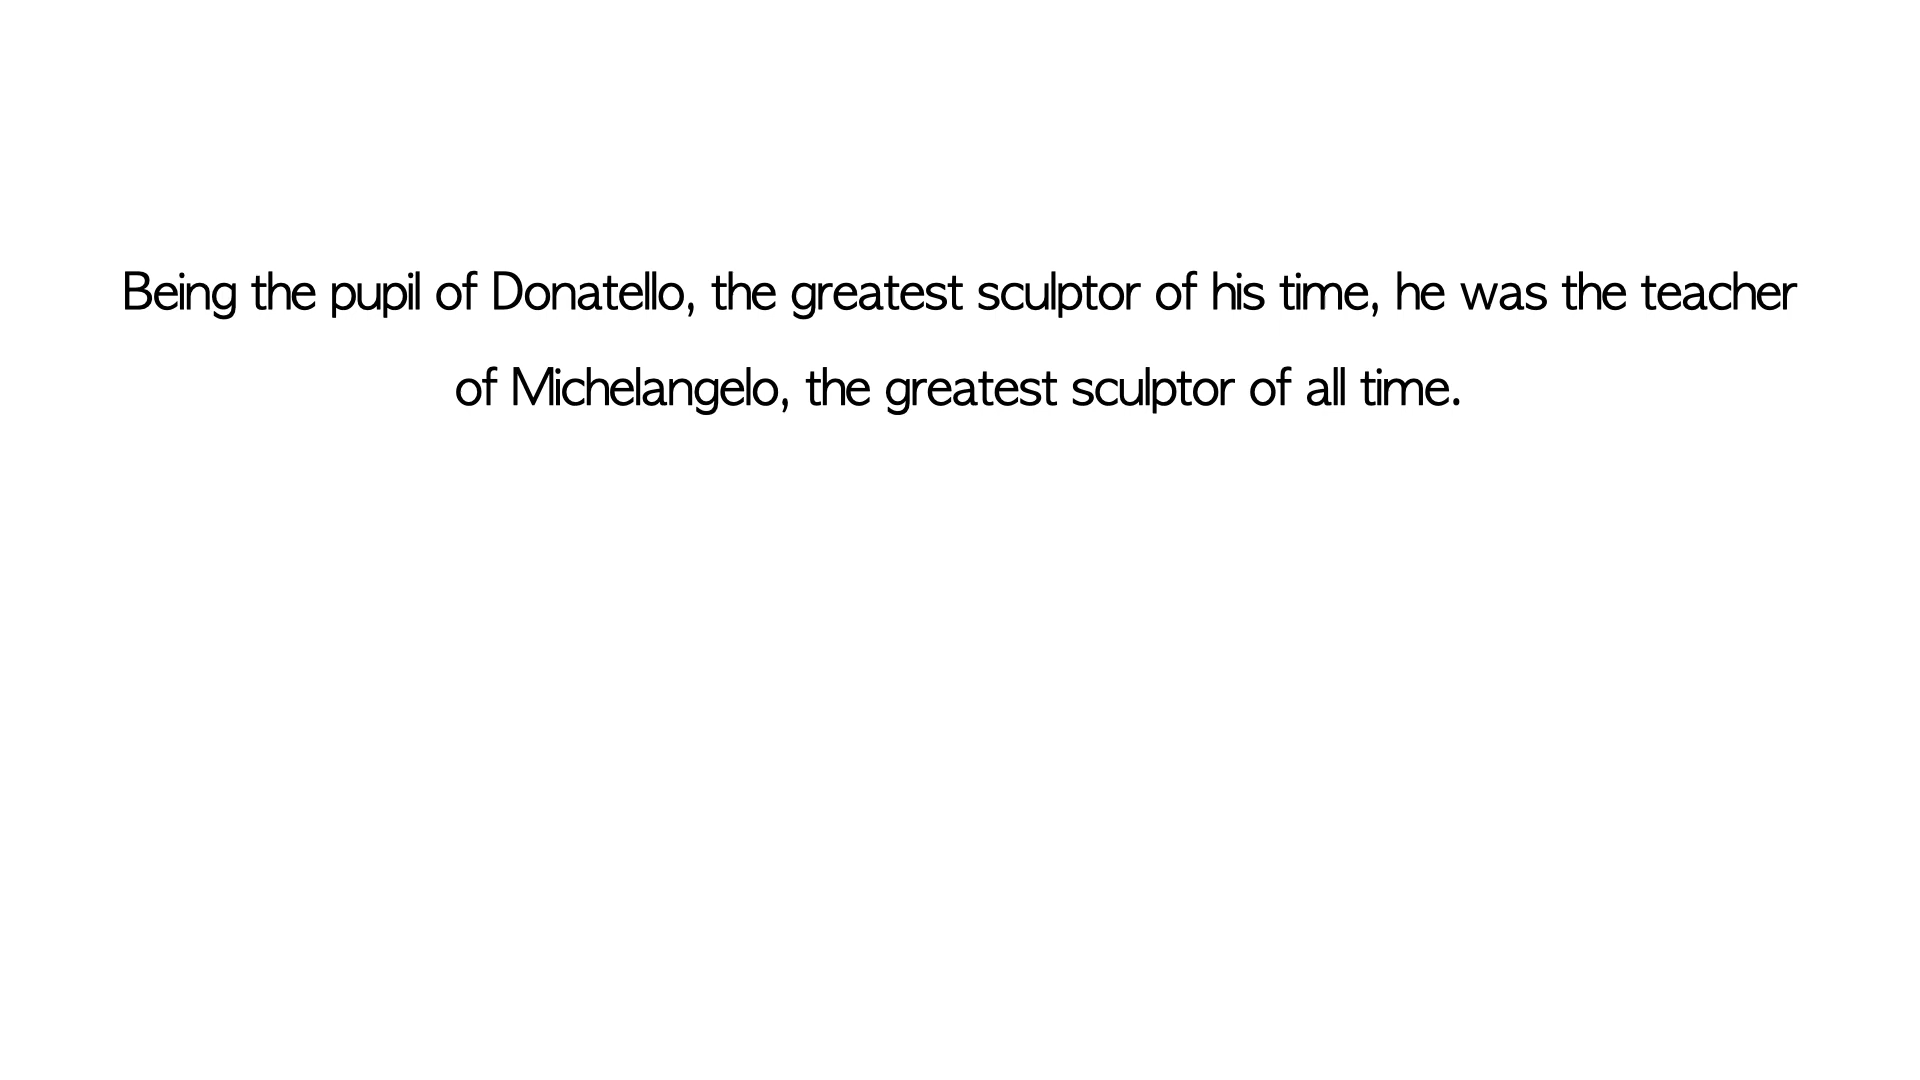 Being the pupil of Donatello, the greatest sculptor of his time, he was the teacher
of Michelangelo, the greatest sculptor of all time.